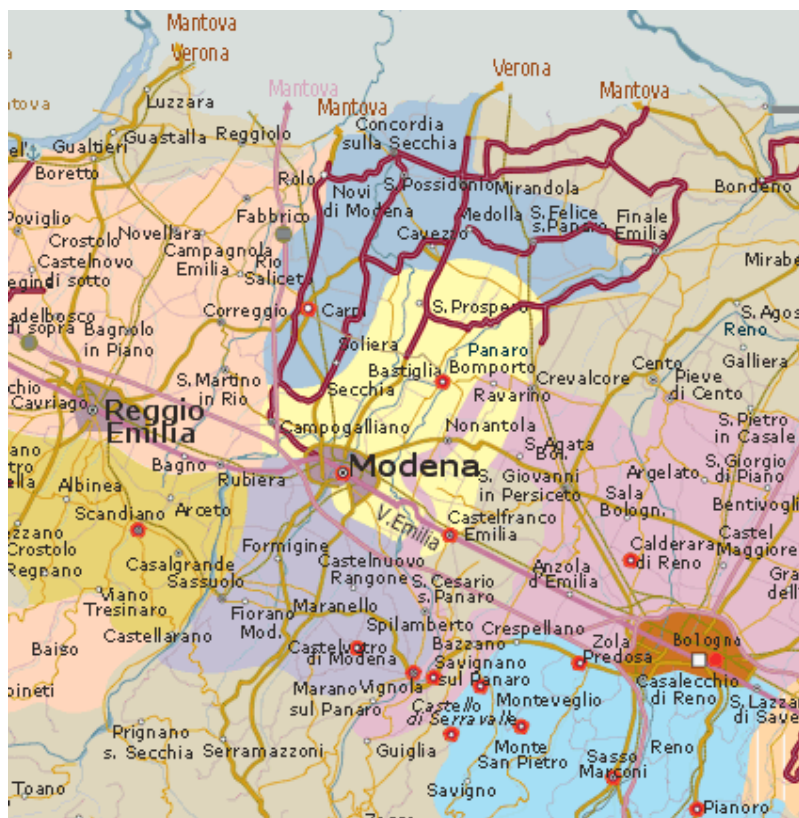 Mantova
Verona
Mantova
Mantova
Verona
Mantova
Luzzara
Guastalla
Reggiolo
Gualtieri
Boretto
Concordia
sulla Secchia
Rolo
Novi
di Modena
S. Possidonio
Mirandola
Bondeno
Poviglio
Fabbrico
Crostolo
Novellara
Castelnovo
di sotto
Campagnola
Emilia
Rio
Saliceto
Cavezzo
Medolla
S. Felice
s. Panaro
Finale
Emilia
Correggio
Carpi
S. Prospero
di sopra
Bagnolo
in Piano
Soliera
Panaro
Bastiglia
Bomporto
Reno
Galliera
Cento
Pieve
di Cento
Crevalcore
Ravarino
Secchia
Cavriago
S. Martino
in Rio
Reggio
Emilia
Campogalliano
Nonantola
S. Agata
Bol.
S. Pietro
in Casale
Bagno
Rubiera
Modena
S. Giovanni
in Persiceto
Argelato
S. Giorgio
di Piano
Albinea
Arceto
Scandiano
Sala
Bologn.
V. Emilia
Castelfranco
Emilia
Castel
Maggiore
Calderara
di Reno
Crostolo
Casalgrande
Sassuolo
Formigine
Castelnuovo
Rangone
Anzola
d'Emilia
Viano
Tresinaro
Fiorano
Mod.
Maranello
S. Cesario
s. Panaro
Spilamberto
Castellarano
Baiso
Castelvetro
di Modena
Bazzano
Crespellano
Zola
Predosa
Bologna
Savignano
sul Panaro
Casalecchio
di Reno
Marano
sul Panaro
Vignola
Castello
di Serravalle
Monteveglio
Prignano
s. Secchia
Serramazzoni
Guiglia
Monte
San Pietro
Sasso
Marconi
Reno
Toano
Savigno
Pianoro